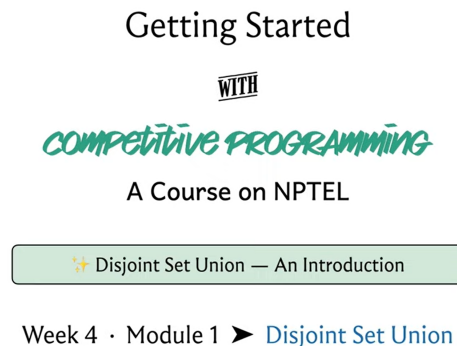 Getting Started
WITH
COMPETITIVE PROGRAMMING
A Course on NPTEL
✨ Disjoint Set Union — An Introduction
Week 4 · Module 1 ➤ Disjoint Set Union